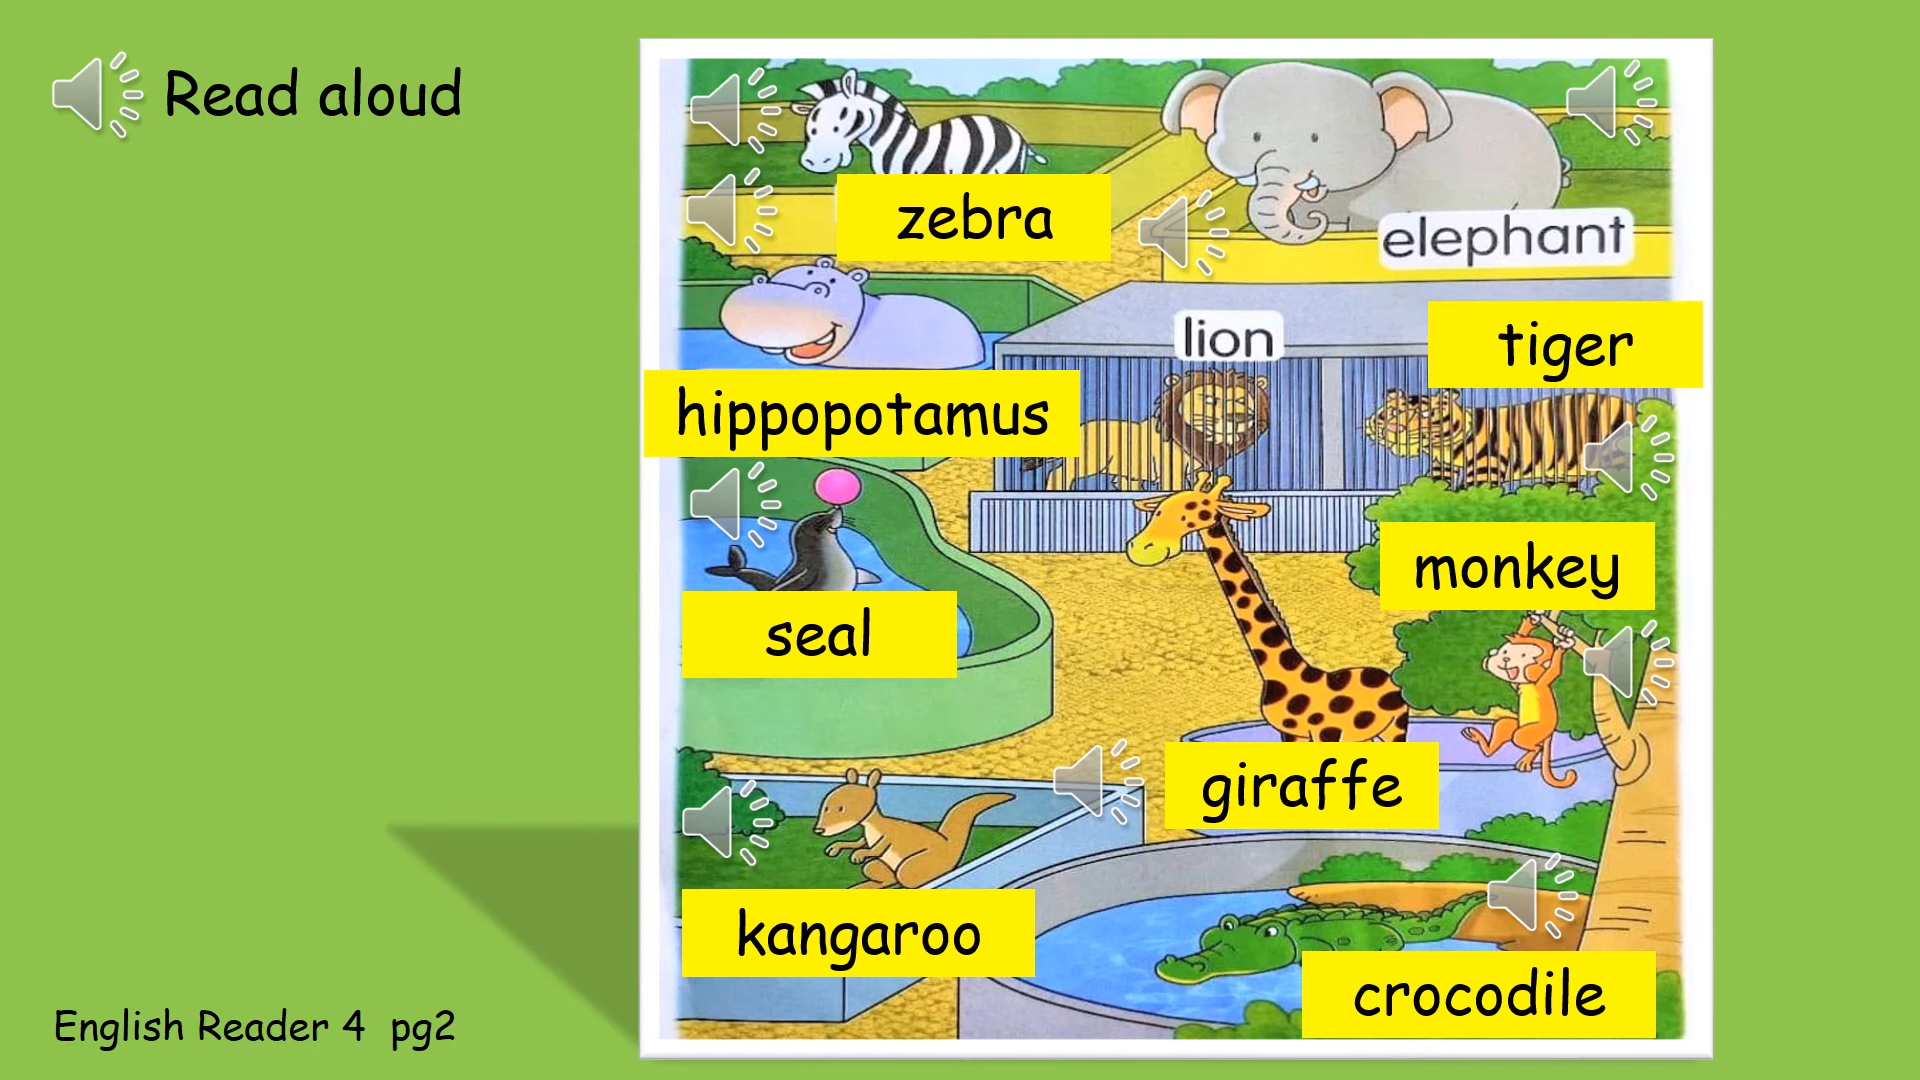 Read aloud
zebra
elephant
lion
tiger
hippopotamus
monkey
seal
giraffe
kangaroo
crocodile
English Reader 4 pg2